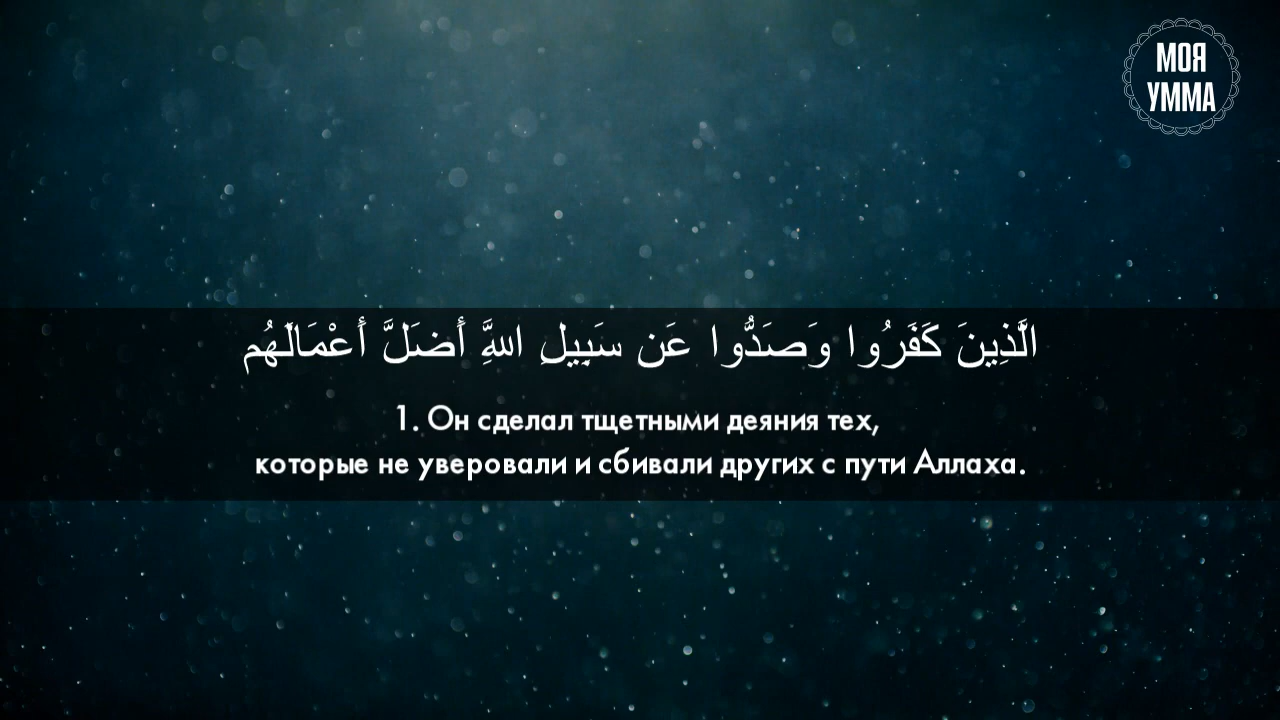 МОЯ
УММА
الَّذِينَ كَفَرُوا وَصَدُّوا عَن سَبِيلِ اللَّهِ أَضَلَّ أَعْمَالَهُم
1. Он сделал тщетными деяния тех,
которые не уверовали и сбивали других с пути Аллаха.